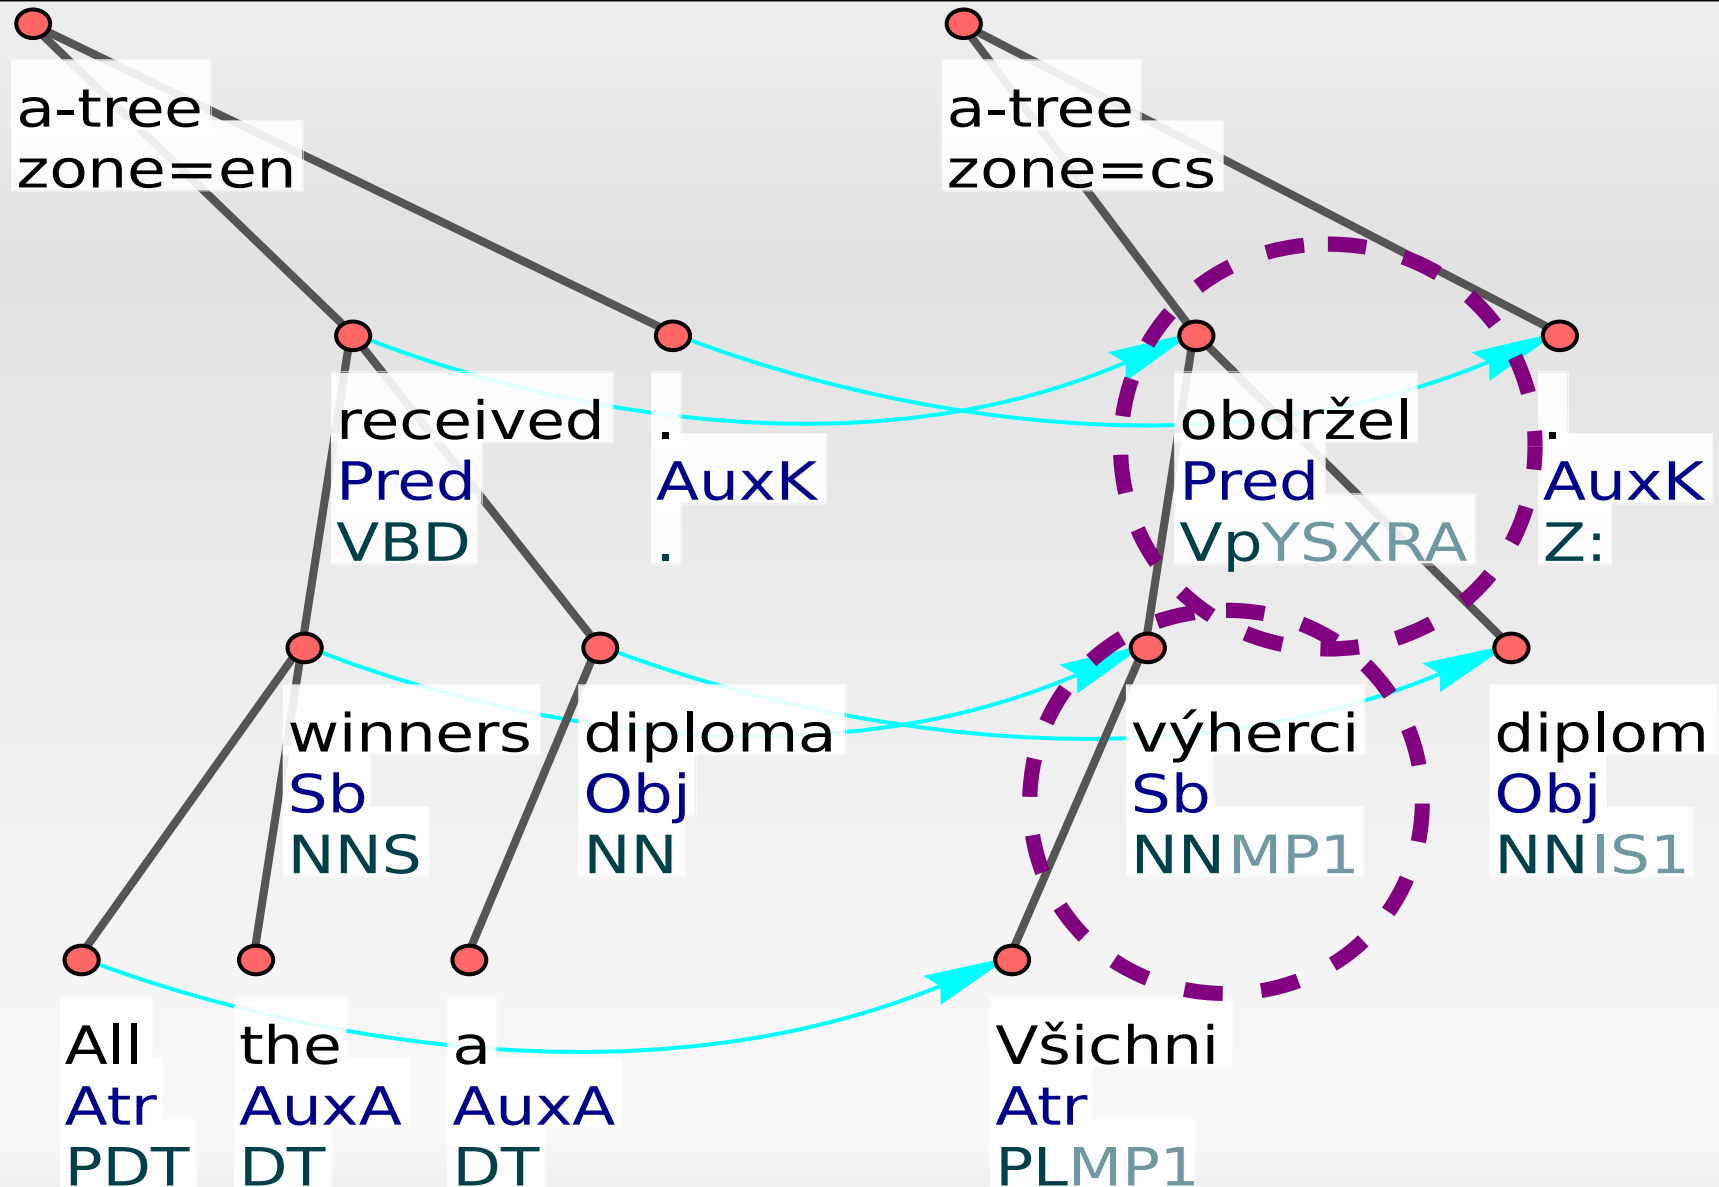 a-tree
zone=en
a-tree
zone=cs
received
Pred
VBD
.
AuxK
.
obdržel
Pred
VpYSXRA
.
AuxK
Z:
winners
Sb
NNS
diploma
Obj
NN
výherci
Sb
NNMP1
diplom
Obj
NNIS1
All
Atr
PDT
the
AuxA
DT
a
AuxA
DT
Všichni
Atr
PLMP1